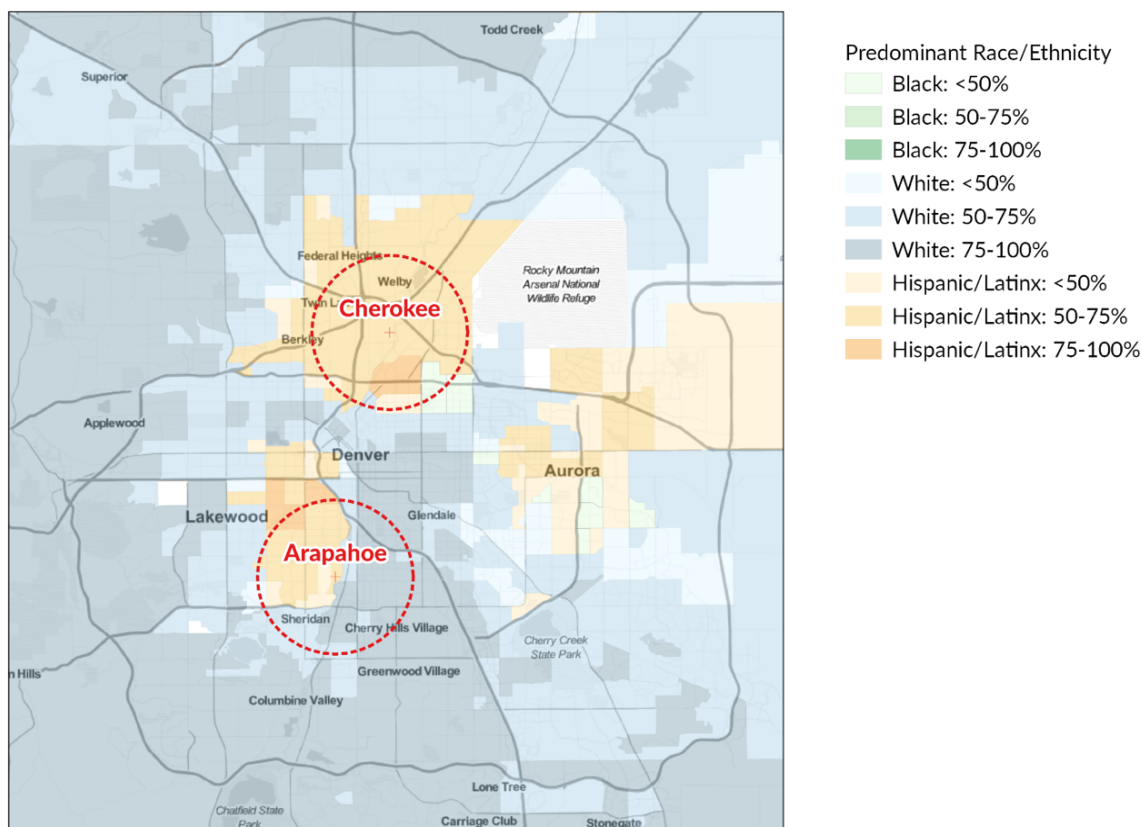 Todd Creek
Superior
Federal Heights
Welby
Rocky Mountain
Arsenal National
Wildlife Refuge
Cherokee
Berkley
Applewood
Denver
Aurora
Lakewood
Glendale
Arapahoe
Sheridan
Cherry Hills Village
Cherry Creek
State Park
Greenwood Village
n Hills
Columbine Valley
Lone Tree
Chatfield State
Park
Carriage Club
Stonegate
Predominant Race/Ethnicity
Black: <50%
Black: 50-75%
Black: 75-100%
White: <50%
White: 50-75%
White: 75-100%
Hispanic/Latinx: <50%
Hispanic/Latinx: 50-75%
Hispanic/Latinx: 75-100%